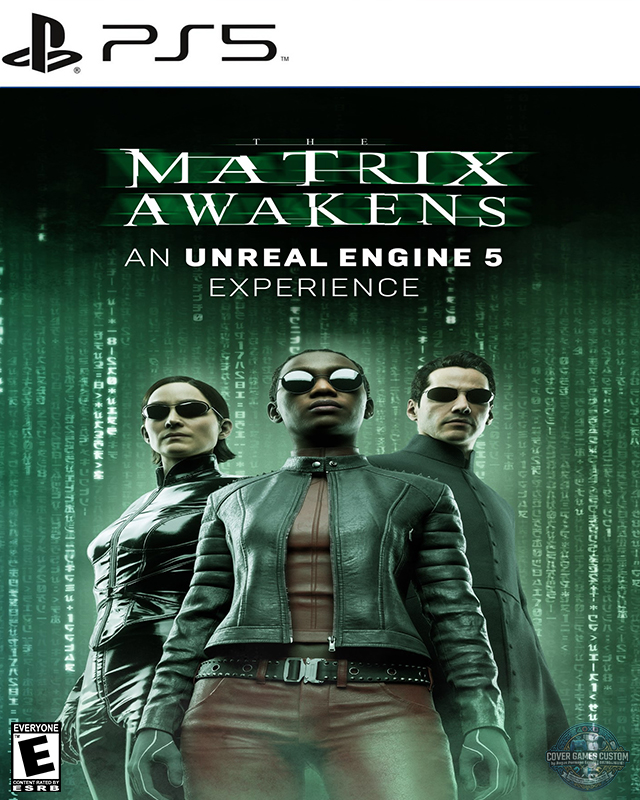 PS5
THE
MATRIX
AWAKENS
AN UNREAL ENGINE 5
EXPERIENCE
EVERYONE
E
CONTENT RATED BY
ESRB
COVER GAMES CUSTOM